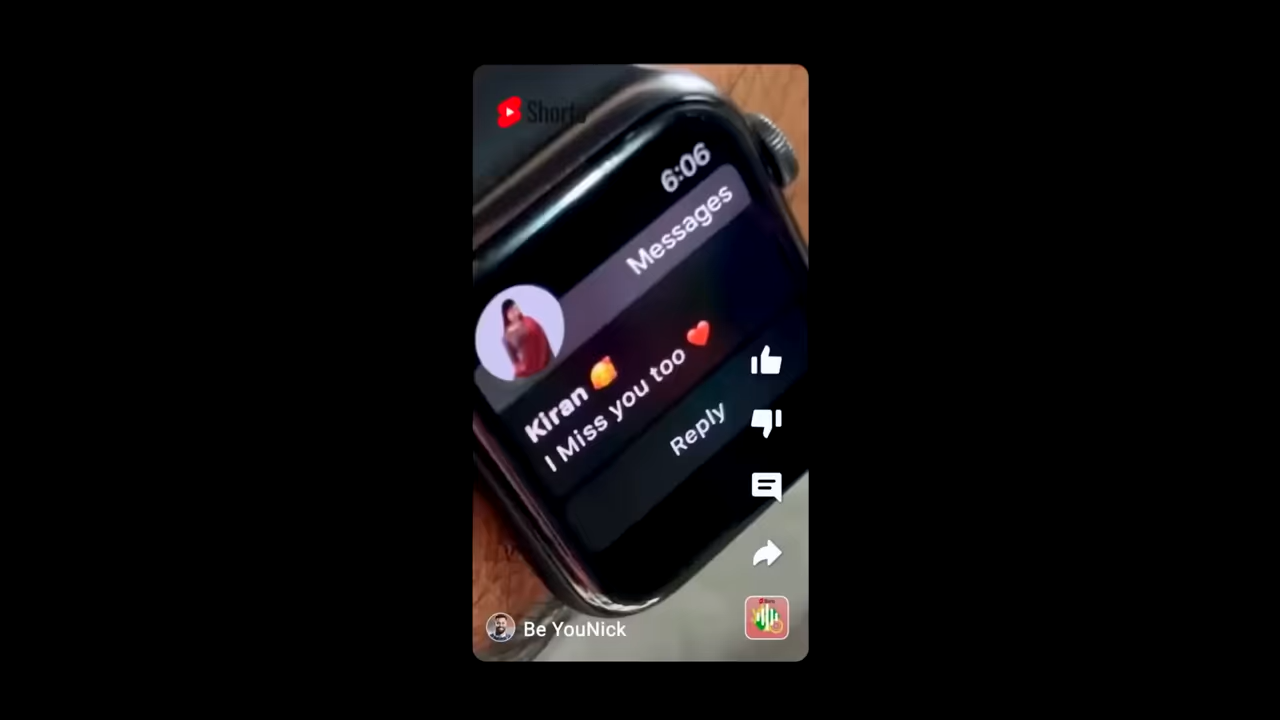 Shorts
6:06
Messages
Kiran 🥰
I Miss you too ❤️
Reply
Be YouNick